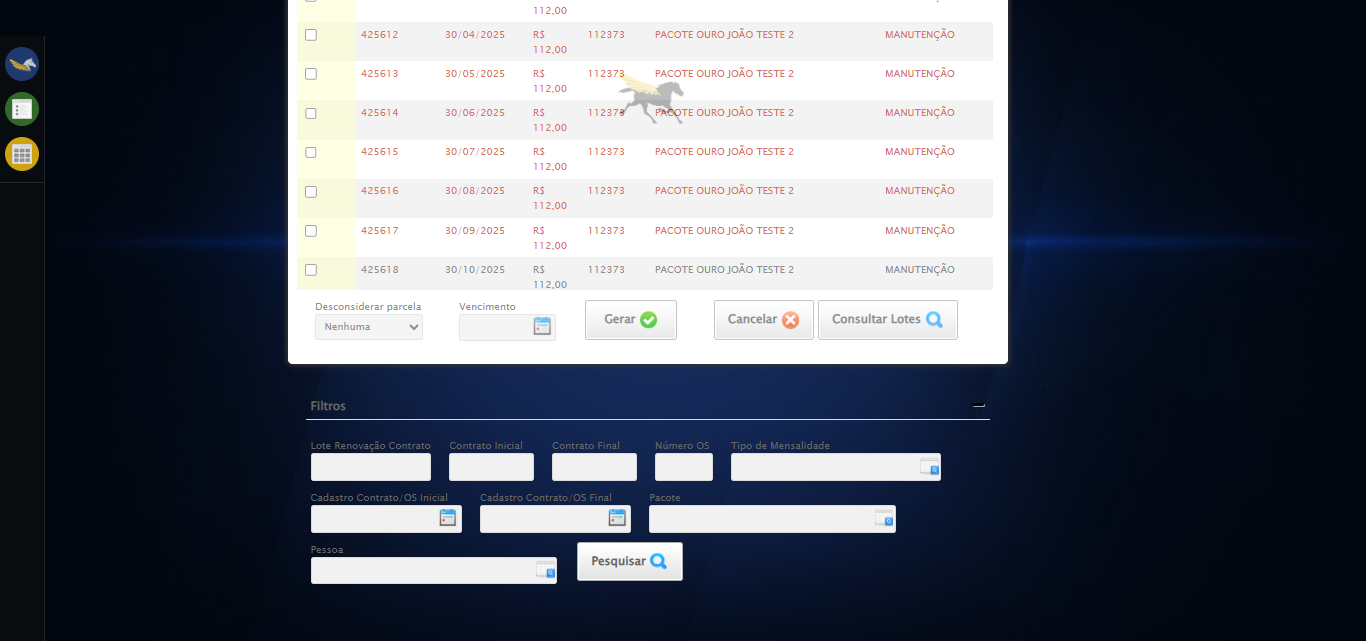 112,00
425612 30/04/2025 R$ 112373 PACOTE OURO JOÃO TESTE 2 MANUTENÇÃO
112,00
425613 30/05/2025 R$ 112373 PACOTE OURO JOÃO TESTE 2 MANUTENÇÃO
112,00
425614 30/06/2025 R$ 112373 PACOTE OURO JOÃO TESTE 2 MANUTENÇÃO
112,00
425615 30/07/2025 R$ 112373 PACOTE OURO JOÃO TESTE 2 MANUTENÇÃO
112,00
425616 30/08/2025 R$ 112373 PACOTE OURO JOÃO TESTE 2 MANUTENÇÃO
112,00
425617 30/09/2025 R$ 112373 PACOTE OURO JOÃO TESTE 2 MANUTENÇÃO
112,00
425618 30/10/2025 R$ 112373 PACOTE OURO JOÃO TESTE 2 MANUTENÇÃO
112,00
Desconsiderar parcela Vencimento
Nenhuma Gerar Cancelar Consultar Lotes
Filtros
Lote Renovação Contrato Contrato Inicial Contrato Final Número OS Tipo de Mensalidade
Cadastro Contrato/OS Inicial Cadastro Contrato/OS Final Pacote
Pessoa
Pesquisar